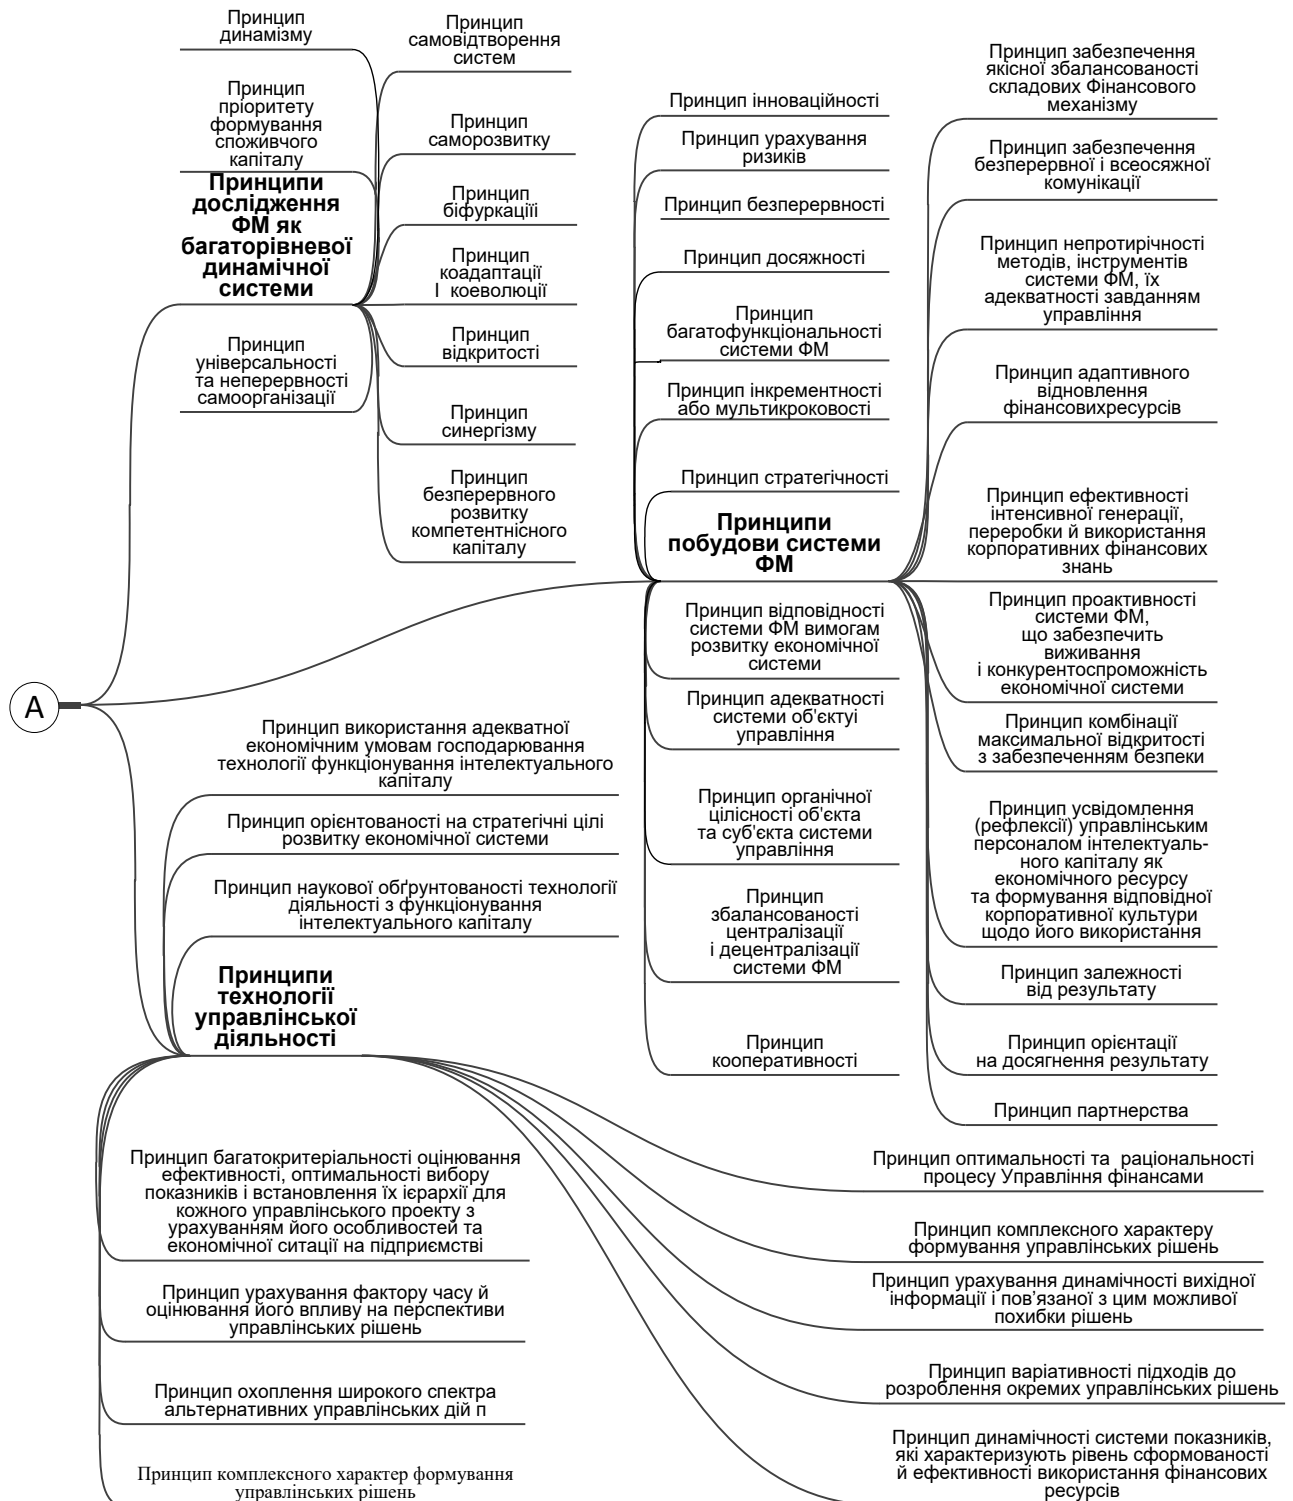 Принцип
динамізму
Принцип
пріоритету
формування
споживчого
капіталу
Принципи
дослідження
ФМ як
багаторівневої
динамічної
системи
Принцип
універсальності
та неперервності
самоорганізації
Принцип
самовідтворення
систем
Принцип
саморозвитку
Принцип
біфуркаціїі
Принцип
коадаптації
І коеволюції
Принцип
відкритості
Принцип
синергізму
Принцип
безперервного
розвитку
компетентнісного
капіталу
Принцип інноваційності
Принцип урахування
ризиків
Принцип безперервності
Принцип досяжності
Принцип
багатофункціональності
системи ФМ
Принцип інкрементності
або мультикроковості
Принцип стратегічності
Принципи
побудови системи
ФМ
Принцип відповідності
системи ФМ вимогам
розвитку економічної
системи
Принцип адекватності
системи об'єктуі
управління
Принцип органічної
цілісності об'єкта
та суб'єкта системи
управління
Принцип
збалансованості
централізації
і децентралізації
системи ФМ
Принцип
кооперативності
Принцип забезпечення
якісної збалансованості
складових Фінансового
механізму
Принцип забезпечення
безперервної і всеосяжної
комунікації
Принцип непротирічності
методів, інструментів
системи ФМ, їх
адекватності завданням
управління
Принцип адаптивного
відновлення
фінансовихресурсів
Принцип ефективності
інтенсивної генерації,
переробки й використання
корпоративних фінансових
знань
Принцип проактивності
системи ФМ,
що забезпечить
виживання
і конкурентоспроможність
економічної системи
Принцип комбінації
максимальної відкритості
з забезпеченням безпеки
Принцип усвідомлення
(рефлексії) управлінським
персоналом інтелектуаль-
ного капіталу як
економічного ресурсу
та формування відповідної
корпоративної культури
щодо його використання
Принцип залежності
від результату
Принцип орієнтації
на досягнення результату
Принцип партнерства
А
Принцип використання адекватної
економічним умовам господарювання
технології функціонування інтелектуального
капіталу
Принцип орієнтованості на стратегічні цілі
розвитку економічної системи
Принцип наукової обґрунтованості технології
діяльності з функціонування
інтелектуального капіталу
Принципи
технології
управлінської
діяльності
Принцип багатокритеріальності оцінювання
ефективності, оптимальності вибору
показників і встановлення їх ієрархії для
кожного управлінського проекту з
урахуванням його особливостей та
економічної ситації на підприємстві
Принцип урахування фактору часу й
оцінювання його впливу на перспективи
управлінських рішень
Принцип охоплення широкого спектра
альтернативних управлінських дій п
Принцип комплексного характер формування
управлінських рішень
Принцип оптимальності та раціональності
процесу Управління фінансами
Принцип комплексного характеру
формування управлінських рішень
Принцип урахування динамічності вихідної
інформації і пов'язаної з цим можливої
похибки рішень
Принцип варіативності підходів до
розроблення окремих управлінських рішень
Принцип динамічності системи показників,
які характеризують рівень сформованості
й ефективності використання фінансових
ресурсів